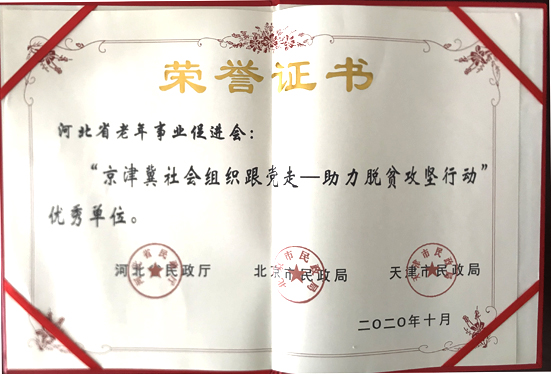 荣誉证书
河北省老年事业促进会：
“京津冀社会组织跟党走—助力脱贫攻坚行动”
优秀单位。
河北省民政厅 北京市民政局 天津市民政局
二〇二〇年十月